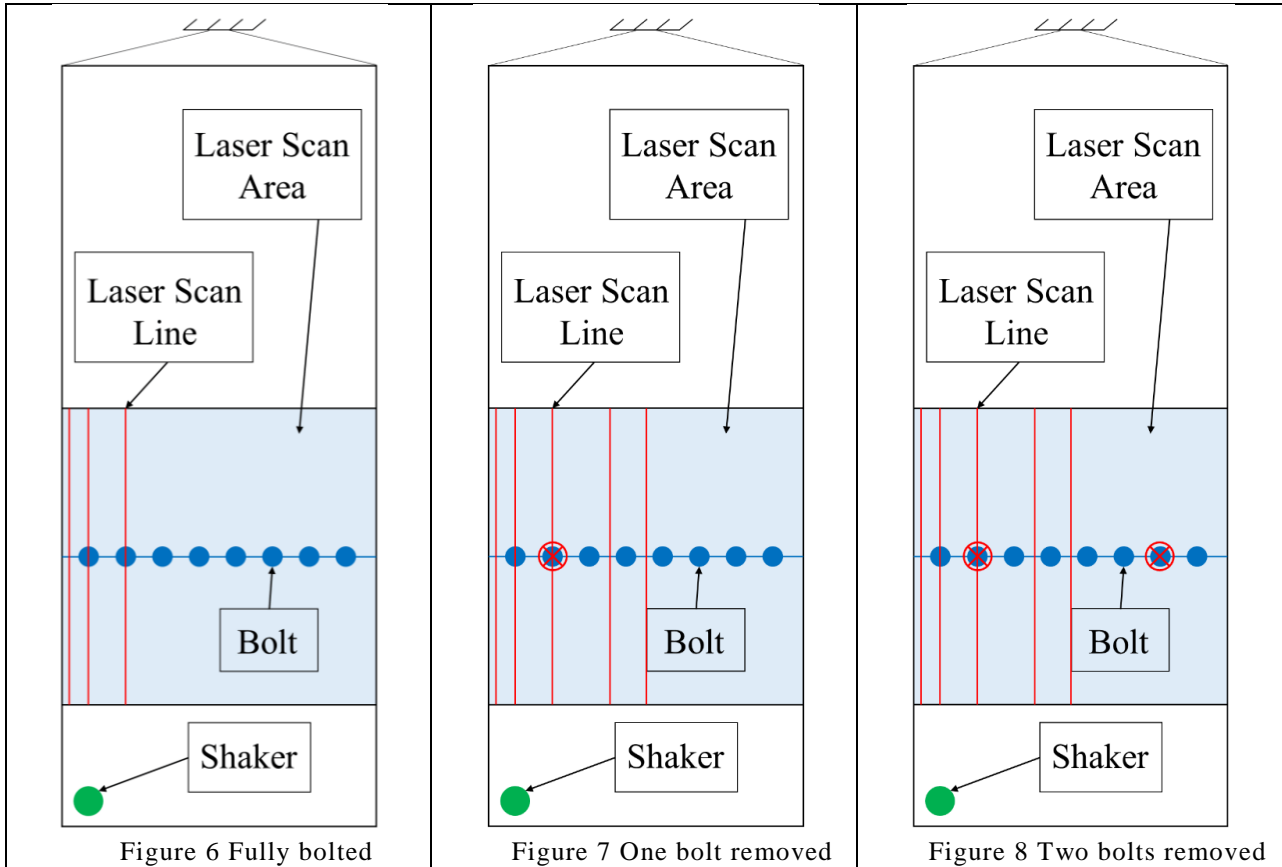 Laser Scan
Area
Laser Scan
Line
Bolt
Shaker
Figure 6 Fully bolted
Laser Scan
Area
Laser Scan
Line
Bolt
Shaker
Figure 7 One bolt removed
Laser Scan
Area
Laser Scan
Line
Bolt
Shaker
Figure 8 Two bolts removed